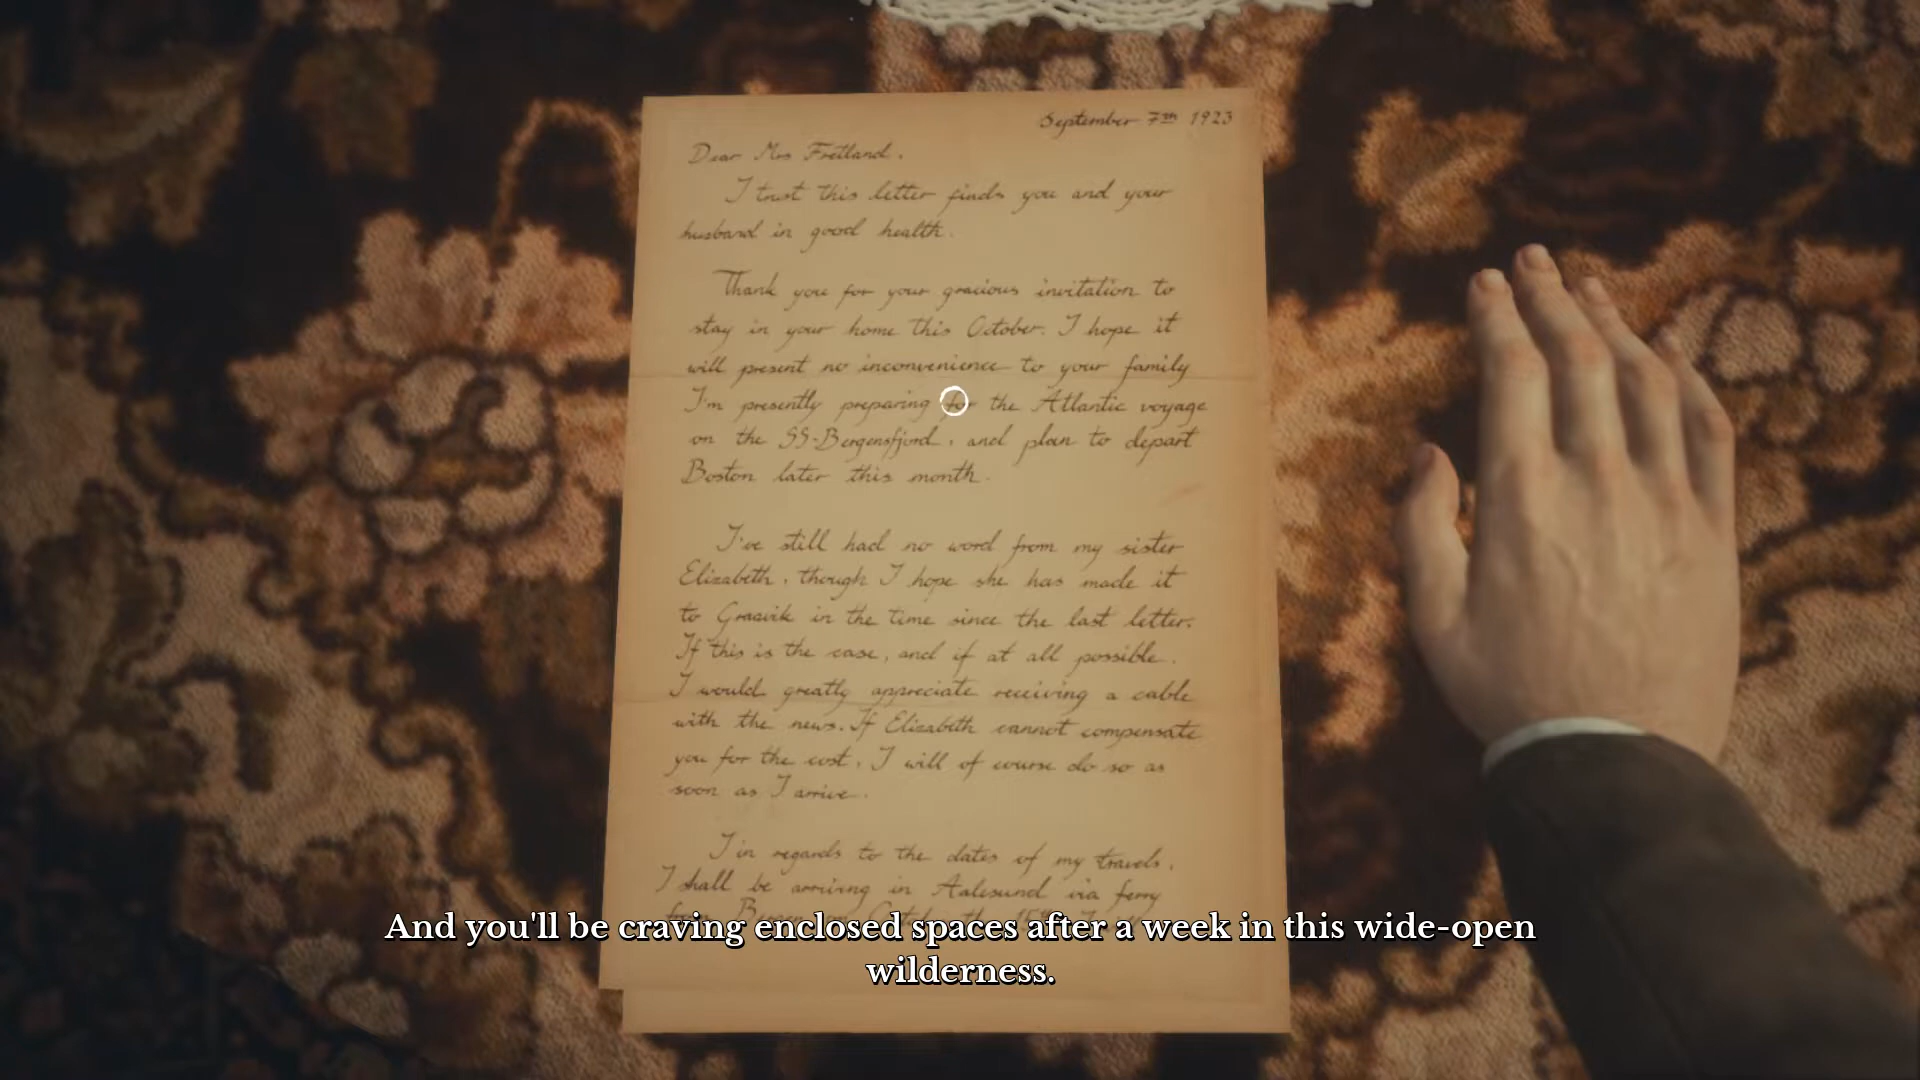 September 7th 1923
Dear Mrs Fretland.
I trust this letter finds you and your
husband in good health.
Thank you for your gracious invitation to
stay in your home this October. I hope it
will present no inconvenience to your family
I'm presently preparing for the Atlantic voyage
on the SS-Bergensfjord, and plan to depart
Boston later this month.
I've still had no word from my sister
Elizabeth, though I hope she has made it
to Grasvik in the time since the last letter.
If this is the case, and if at all possible,
I would greatly appreciate receiving a cable
with the news. If Elizabeth cannot compensate
you for the cost, I will of course do so as
soon as I arrive.
in regards to the dates of my travels,
I shall be arriving in Aalesund via ferry
from Bergen on
And you'll be craving enclosed spaces after a week in this wide-open
wilderness.